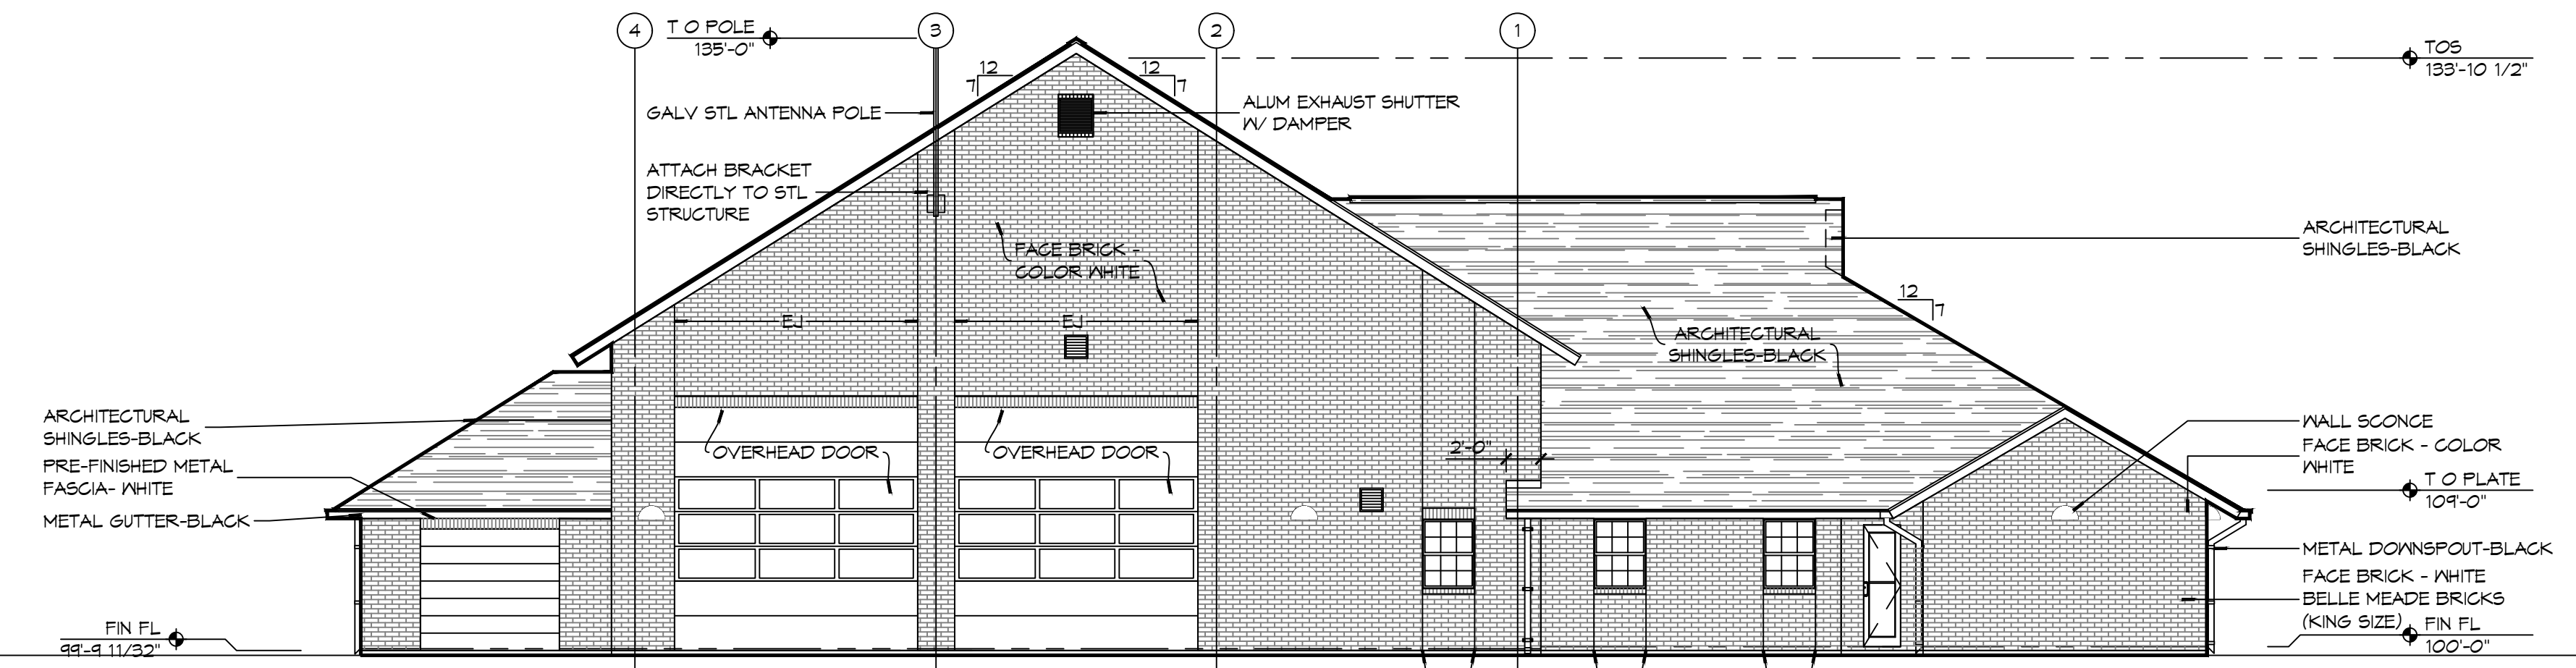 4
T O POLE
135'-0"
3
2
1
TOS
133'-10 1/2"
12
7
12
7
GALV STL ANTENNA POLE
ALUM EXHAUST SHUTTER
W/ DAMPER
ATTACH BRACKET
DIRECTLY TO STL
STRUCTURE
FACE BRICK -
COLOR WHITE
ARCHITECTURAL
SHINGLES-BLACK
12
7
EJ
EJ
ARCHITECTURAL
SHINGLES-BLACK
ARCHITECTURAL
SHINGLES-BLACK
PRE-FINISHED METAL
FASCIA- WHITE
METAL GUTTER-BLACK
OVERHEAD DOOR
OVERHEAD DOOR
2'-0"
WALL SCONCE
FACE BRICK - COLOR
WHITE
T O PLATE
109'-0"
METAL DOWNSPOUT-BLACK
FACE BRICK - WHITE
BELLE MEADE BRICKS
(KING SIZE)
FIN FL
100'-0"
FIN FL
99'-9 11/32"